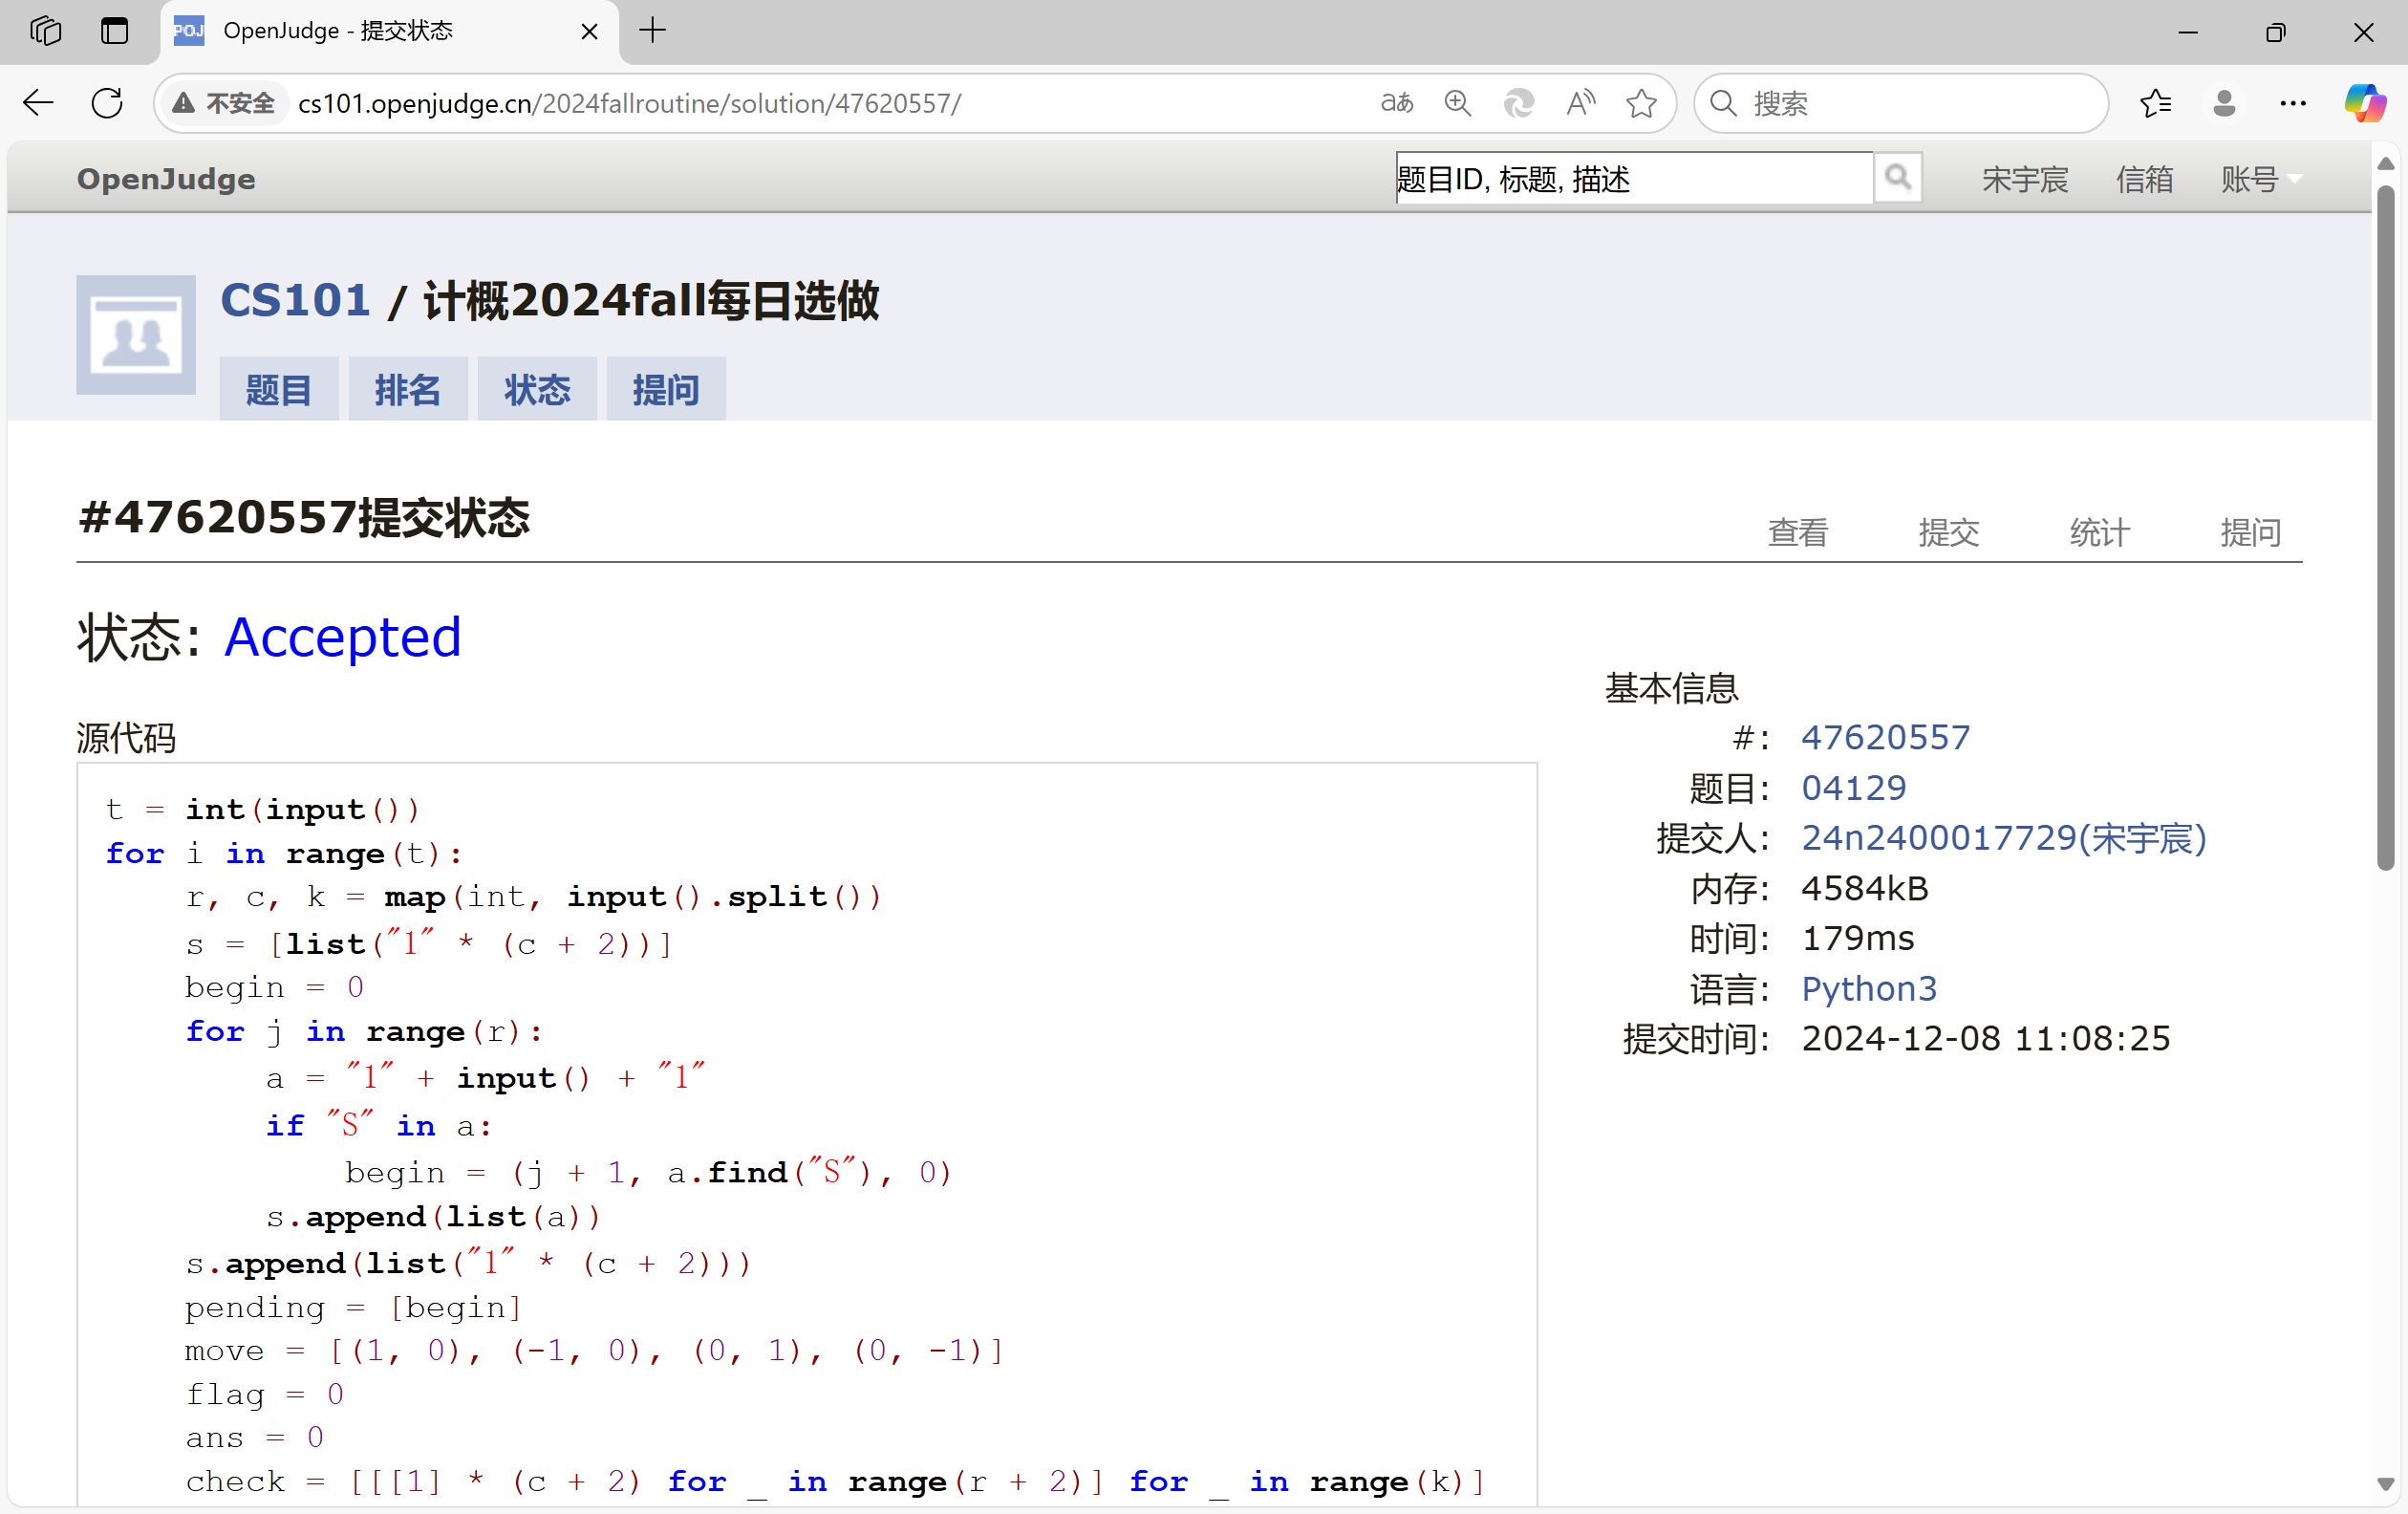 POJ OpenJudge - 提交状态
不安全 cs101.openjudge.cn/2024fallroutine/solution/47620557/ aあ 搜索
OpenJudge 题目ID, 标题, 描述 宋宇宸 信箱 账号
CS101 / 计概2024fall每日选做
题目 排名 状态 提问
#47620557提交状态 查看 提交 统计 提问
状态: Accepted
源代码
t = int(input())
for i in range(t):
    r, c, k = map(int, input().split())
    s = [list("1" * (c + 2))]
    begin = 0
    for j in range(r):
        a = "1" + input() + "1"
        if "S" in a:
            begin = (j + 1, a.find("S"), 0)
        s.append(list(a))
    s.append(list("1" * (c + 2)))
    pending = [begin]
    move = [(1, 0), (-1, 0), (0, 1), (0, -1)]
    flag = 0
    ans = 0
    check = [[[1] * (c + 2) for _ in range(r + 2)] for _ in range(k)]
基本信息
#: 47620557
题目: 04129
提交人: 24n2400017729(宋宇宸)
内存: 4584kB
时间: 179ms
语言: Python3
提交时间: 2024-12-08 11:08:25